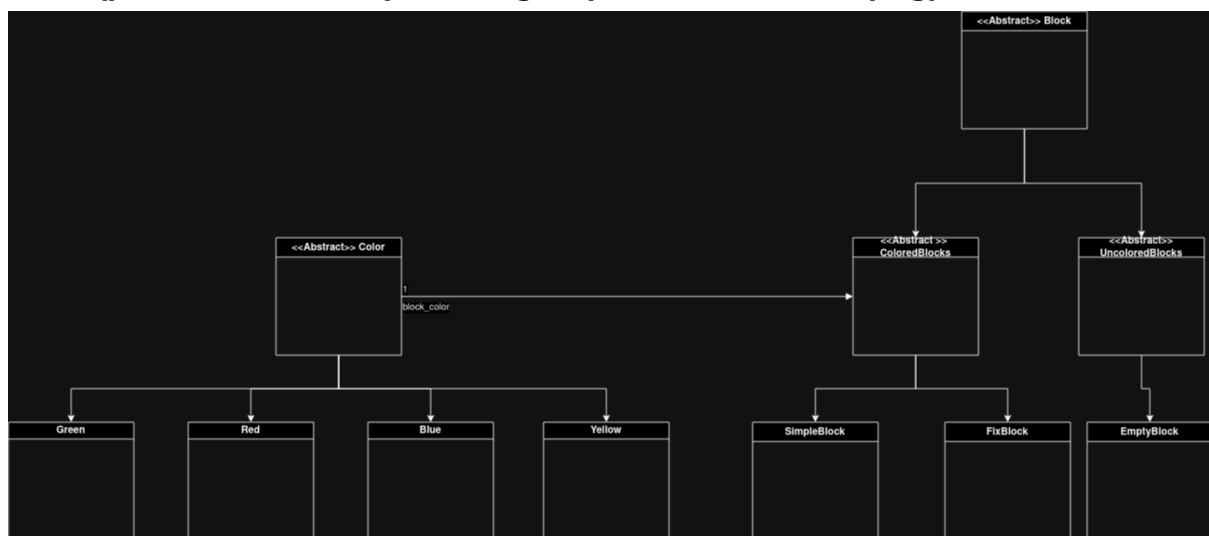 <<Abstract>> Block
<<Abstract>> Color
<<Abstract >>
ColoredBlocks
<<Abstract>>
UncoloredBlocks
1
block_color
Green
Red
Blue
Yellow
SimpleBlock
FixBlock
EmptyBlock